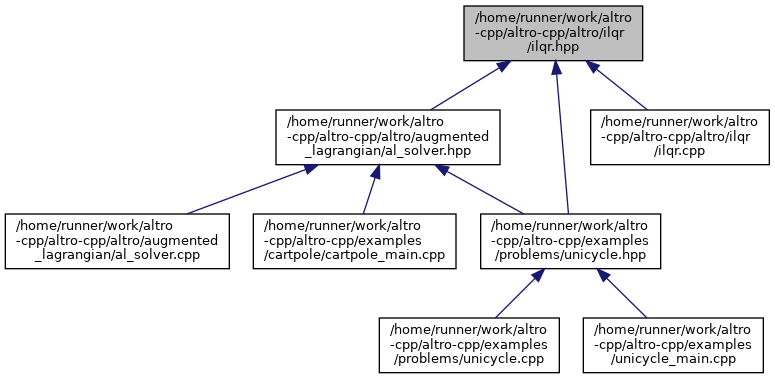 /home/runner/work/altro
-cpp/altro-cpp/altro/ilqr
/ilqr.hpp
/home/runner/work/altro
-cpp/altro-cpp/altro/augmented
_lagrangian/al_solver.hpp
/home/runner/work/altro
-cpp/altro-cpp/altro/ilqr
/ilqr.cpp
/home/runner/work/altro
-cpp/altro-cpp/altro/augmented
_lagrangian/al_solver.cpp
/home/runner/work/altro
-cpp/altro-cpp/examples
/cartpole/cartpole_main.cpp
/home/runner/work/altro
-cpp/altro-cpp/examples
/problems/unicycle.hpp
/home/runner/work/altro
-cpp/altro-cpp/examples
/problems/unicycle.cpp
/home/runner/work/altro
-cpp/altro-cpp/examples
/unicycle_main.cpp